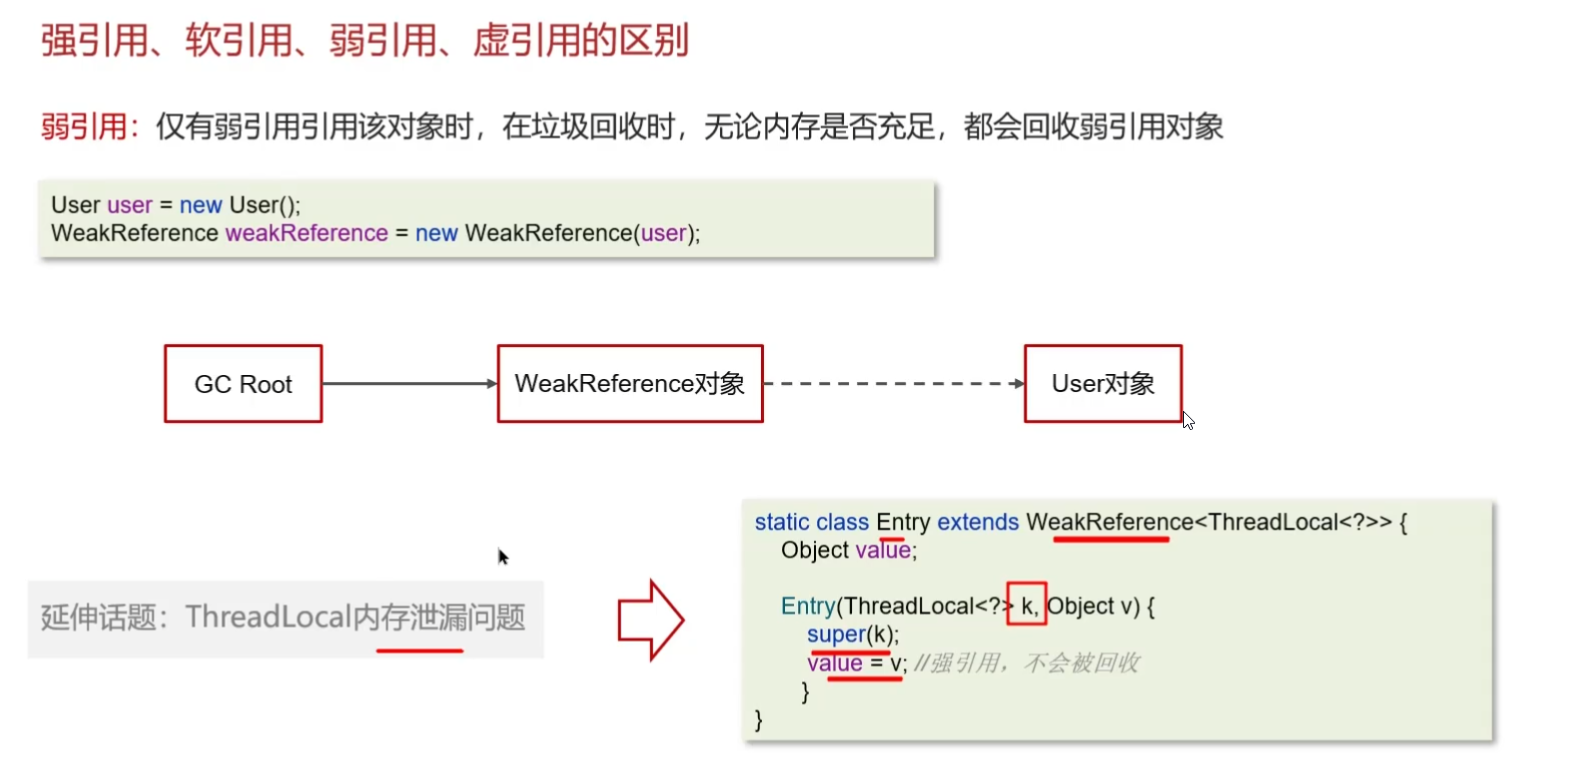 强引用、软引用、弱引用、虚引用的区别
弱引用：仅有弱引用引用该对象时，在垃圾回收时，无论内存是否充足，都会回收弱引用对象
User user = new User();
WeakReference weakReference = new WeakReference(user);
GC Root
WeakReference对象
User对象
延伸话题：ThreadLocal内存泄漏问题
static class Entry extends WeakReference<ThreadLocal<?>> {
Object value;
Entry(ThreadLocal<?> k, Object v) {
super(k);
value = v; //强引用，不会被回收
}
}